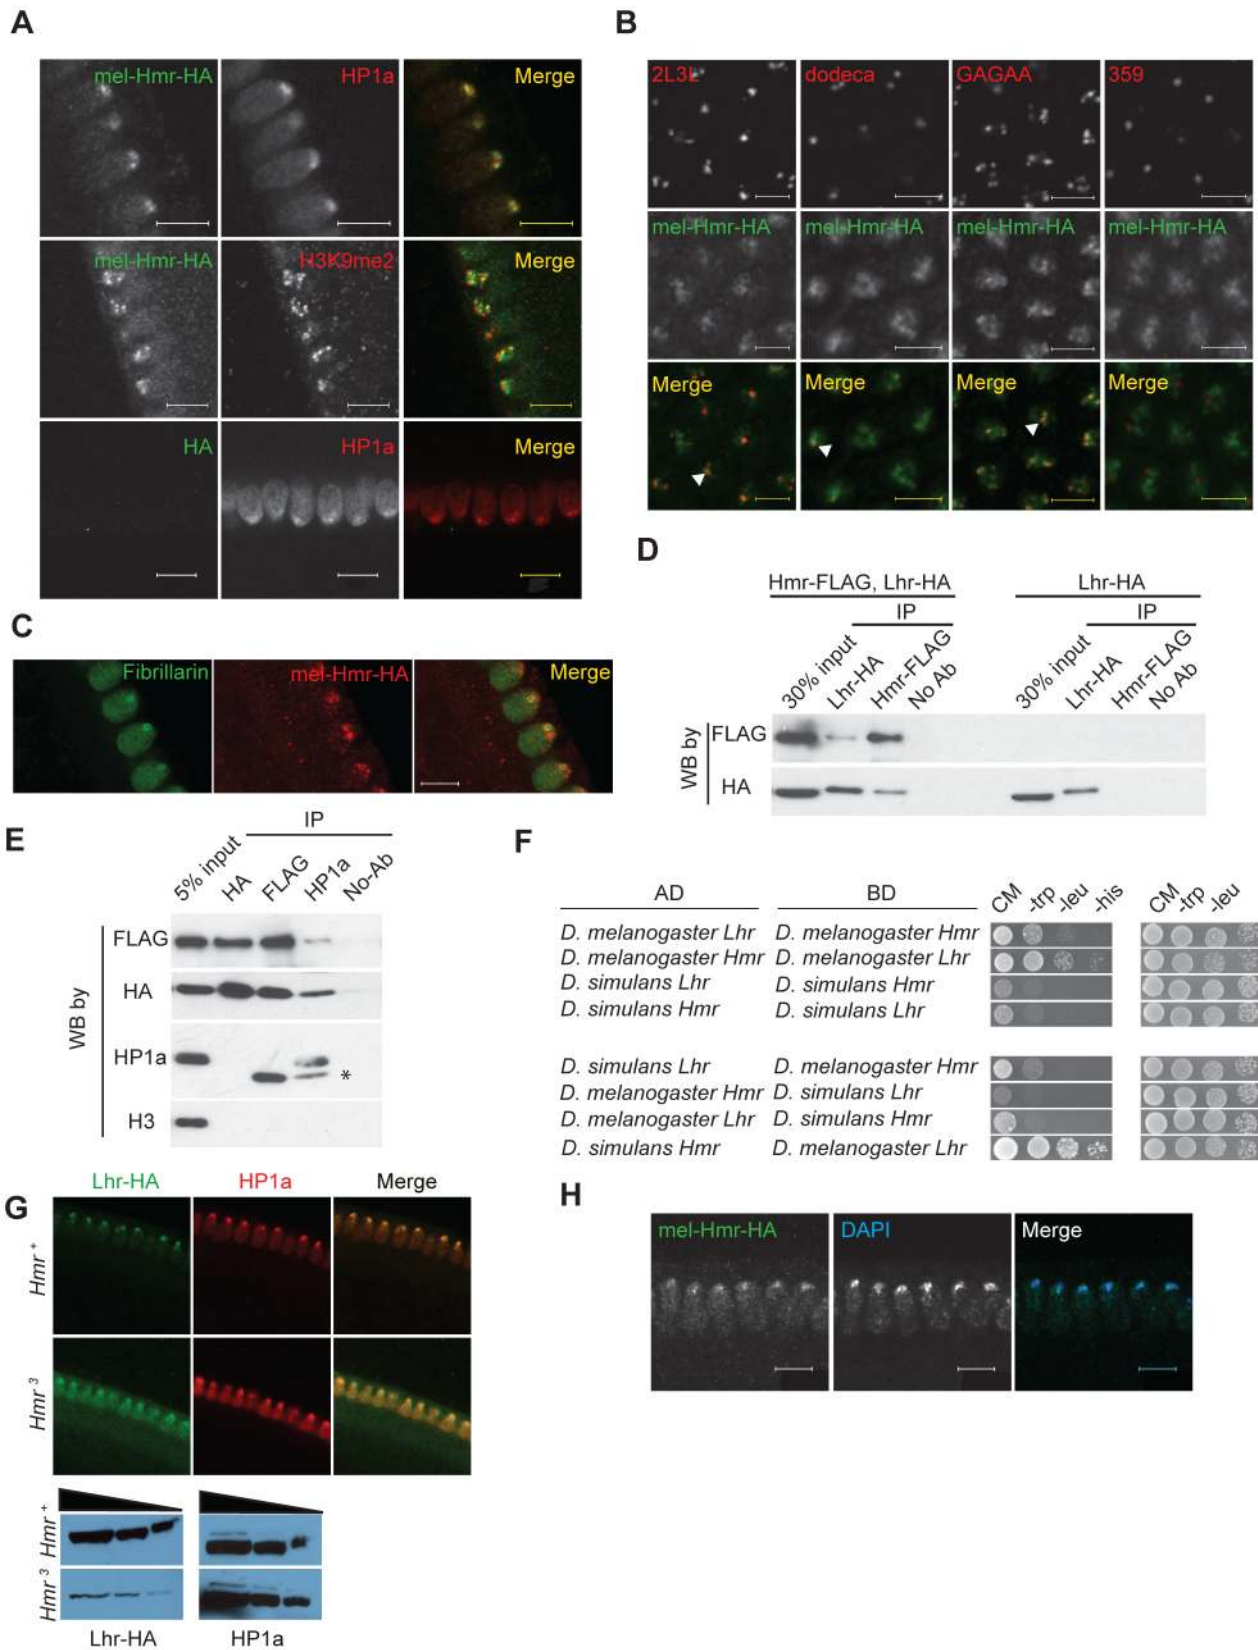 A
mel-Hmr-HA HP1a Merge
mel-Hmr-HA H3K9me2 Merge
HA HP1a Merge
B
2L3L dodeca GAGAA 359
mel-Hmr-HA mel-Hmr-HA mel-Hmr-HA mel-Hmr-HA
Merge Merge Merge Merge
C
Fibrillarin mel-Hmr-HA Merge
D
Hmr-FLAG, Lhr-HA Lhr-HA
IP IP
30% input Lhr-HA Hmr-FLAG No Ab 30% input Lhr-HA Hmr-FLAG No Ab
WB by
FLAG
HA
E
IP
5% input HA FLAG HP1a No-Ab
WB by
FLAG
HA
HP1a
*
H3
F
AD BD CM -trp -leu -his CM -trp -leu
D. melanogaster Lhr D. melanogaster Hmr
D. melanogaster Hmr D. melanogaster Lhr
D. simulans Lhr D. simulans Hmr
D. simulans Hmr D. simulans Lhr
D. simulans Lhr D. melanogaster Hmr
D. melanogaster Hmr D. simulans Lhr
D. melanogaster Lhr D. simulans Hmr
D. simulans Hmr D. melanogaster Lhr
G
Lhr-HA HP1a Merge
Hmr +
Hmr 3
Hmr +
Hmr 3
Lhr-HA HP1a
H
mel-Hmr-HA DAPI Merge